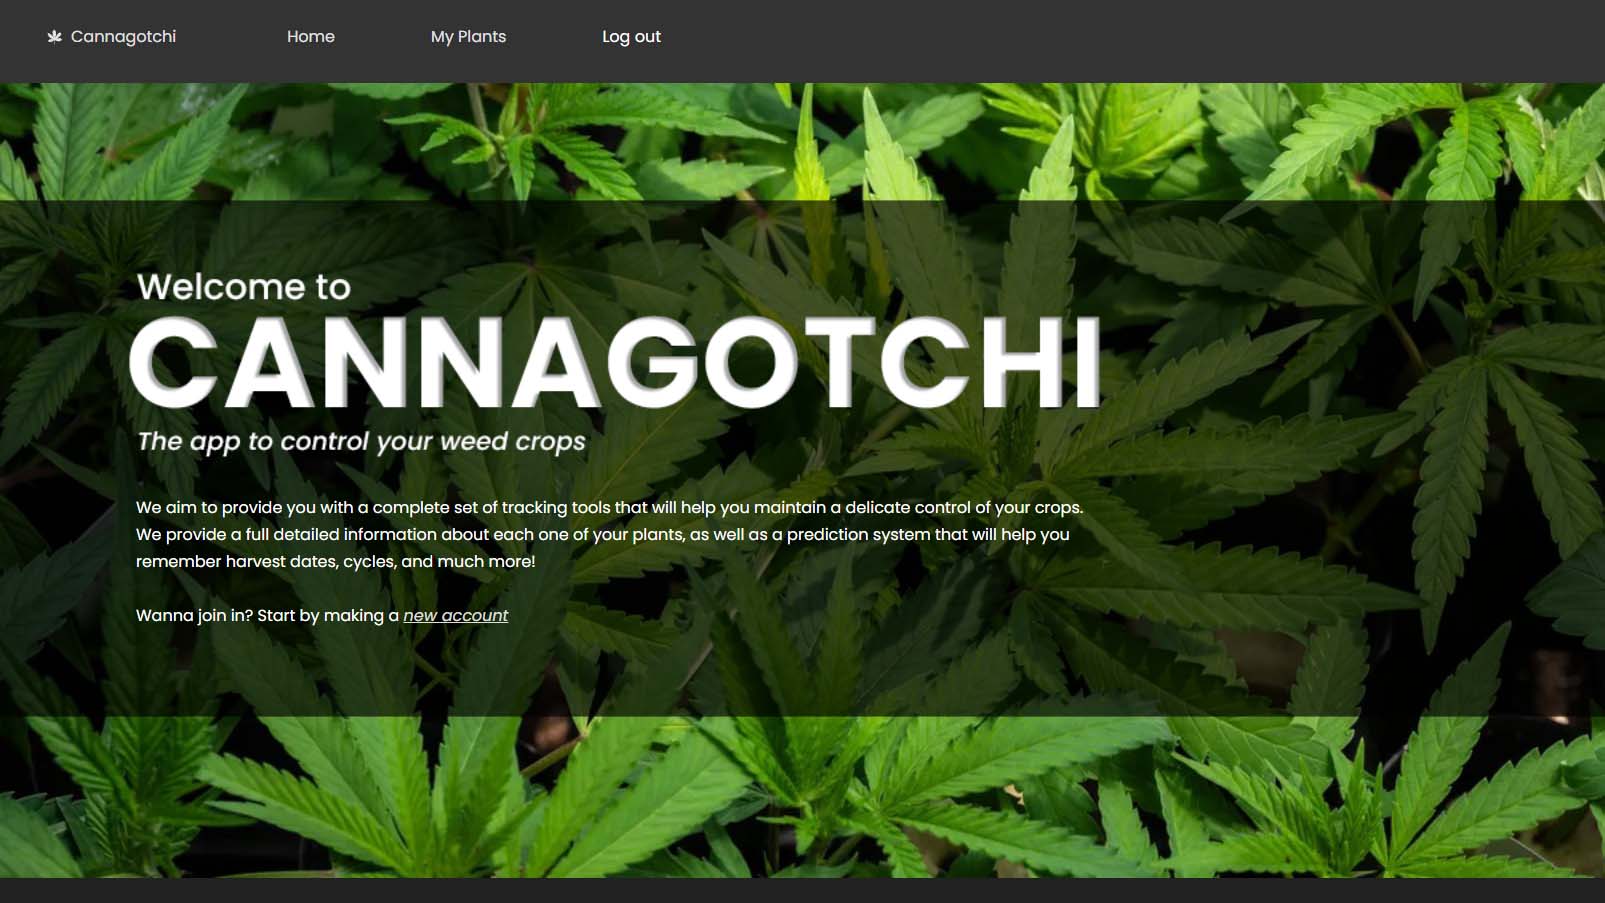 Cannagotchi
Home
My Plants
Log out
Welcome to
CANNAGOTCHI
The app to control your weed crops
We aim to provide you with a complete set of tracking tools that will help you maintain a delicate control of your crops.
We provide a full detailed information about each one of your plants, as well as a prediction system that will help you
remember harvest dates, cycles, and much more!
Wanna join in? Start by making a new account